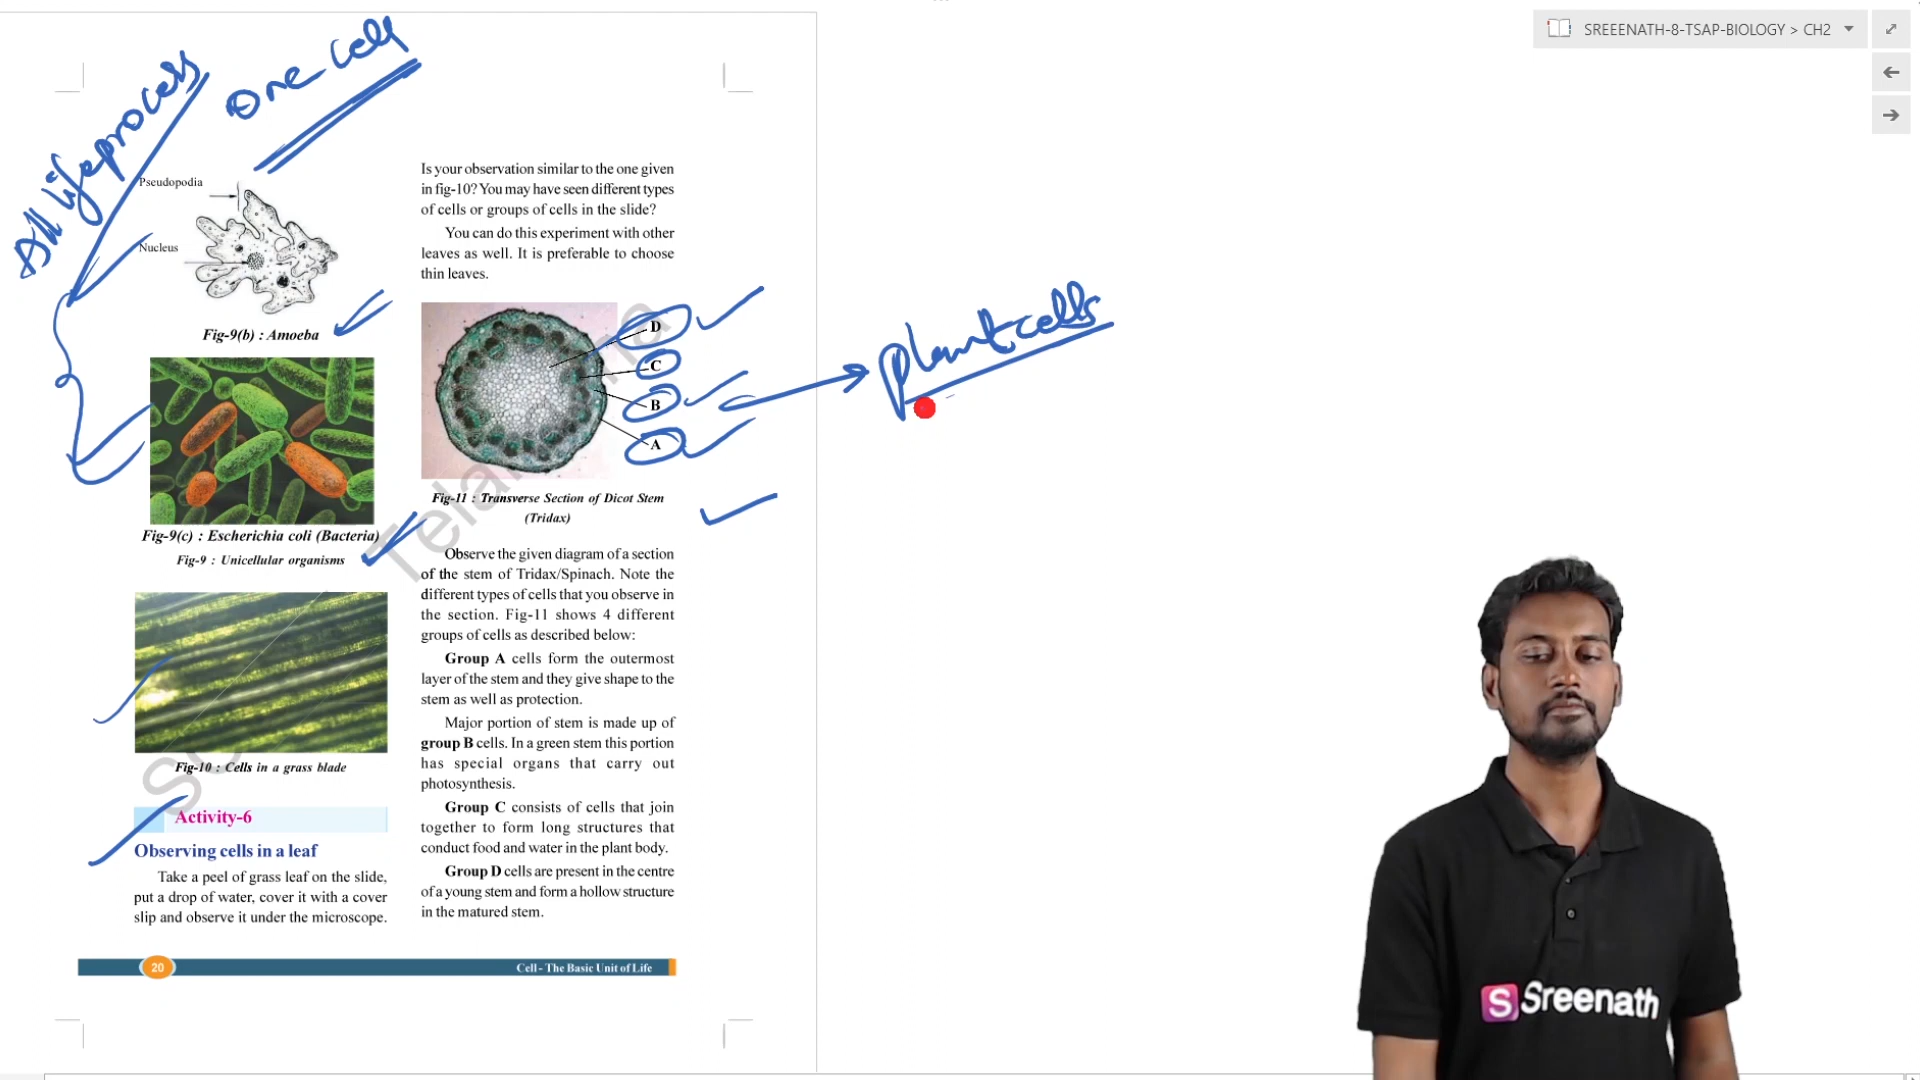 SREEENATH-8-TSAP-BIOLOGY > CH2
All lifeprocess
One cell
Pseudopodia
Nucleus
Fig-9(b) : Amoeba
Fig-9(c) : Escherichia coli (Bacteria)
Fig-9 : Unicellular organisms
Fig-10 : Cells in a grass blade
Activity-6
Observing cells in a leaf
Take a peel of grass leaf on the slide,
put a drop of water, cover it with a cover
slip and observe it under the microscope.
Is your observation similar to the one given
in fig-10? You may have seen different types
of cells or groups of cells in the slide?
You can do this experiment with other
leaves as well. It is preferable to choose
thin leaves.
D
C
B
A
plant cells
Fig-11 : Transverse Section of Dicot Stem
(Tridax)
Observe the given diagram of a section
of the stem of Tridax/Spinach. Note the
different types of cells that you observe in
the section. Fig-11 shows 4 different
groups of cells as described below:
Group A cells form the outermost
layer of the stem and they give shape to the
stem as well as protection.
Major portion of stem is made up of
group B cells. In a green stem this portion
has special organs that carry out
photosynthesis.
Group C consists of cells that join
together to form long structures that
conduct food and water in the plant body.
Group D cells are present in the centre
of a young stem and form a hollow structure
in the matured stem.
20
Cell - The Basic Unit of Life
S Sreenath